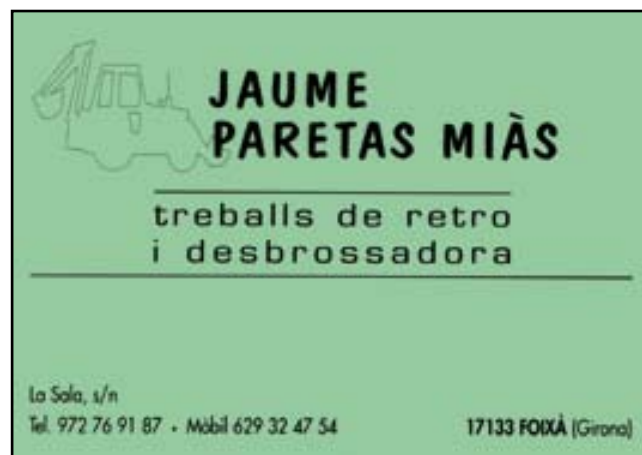 JAUME
PARETAS MIÀS
treballs de retro
i desbrossadora
La Sala, s/n
Tel. 972 76 91 87 • Mòbil 629 32 47 54
17133 FOIXÀ (Girona)